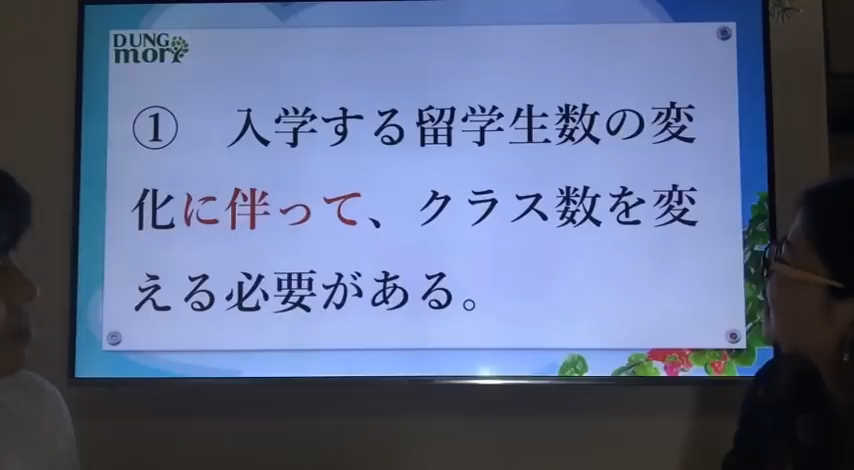 DUNG
mori
① 入学する留学生数の変
化に伴って、クラス数を変
える必要がある。